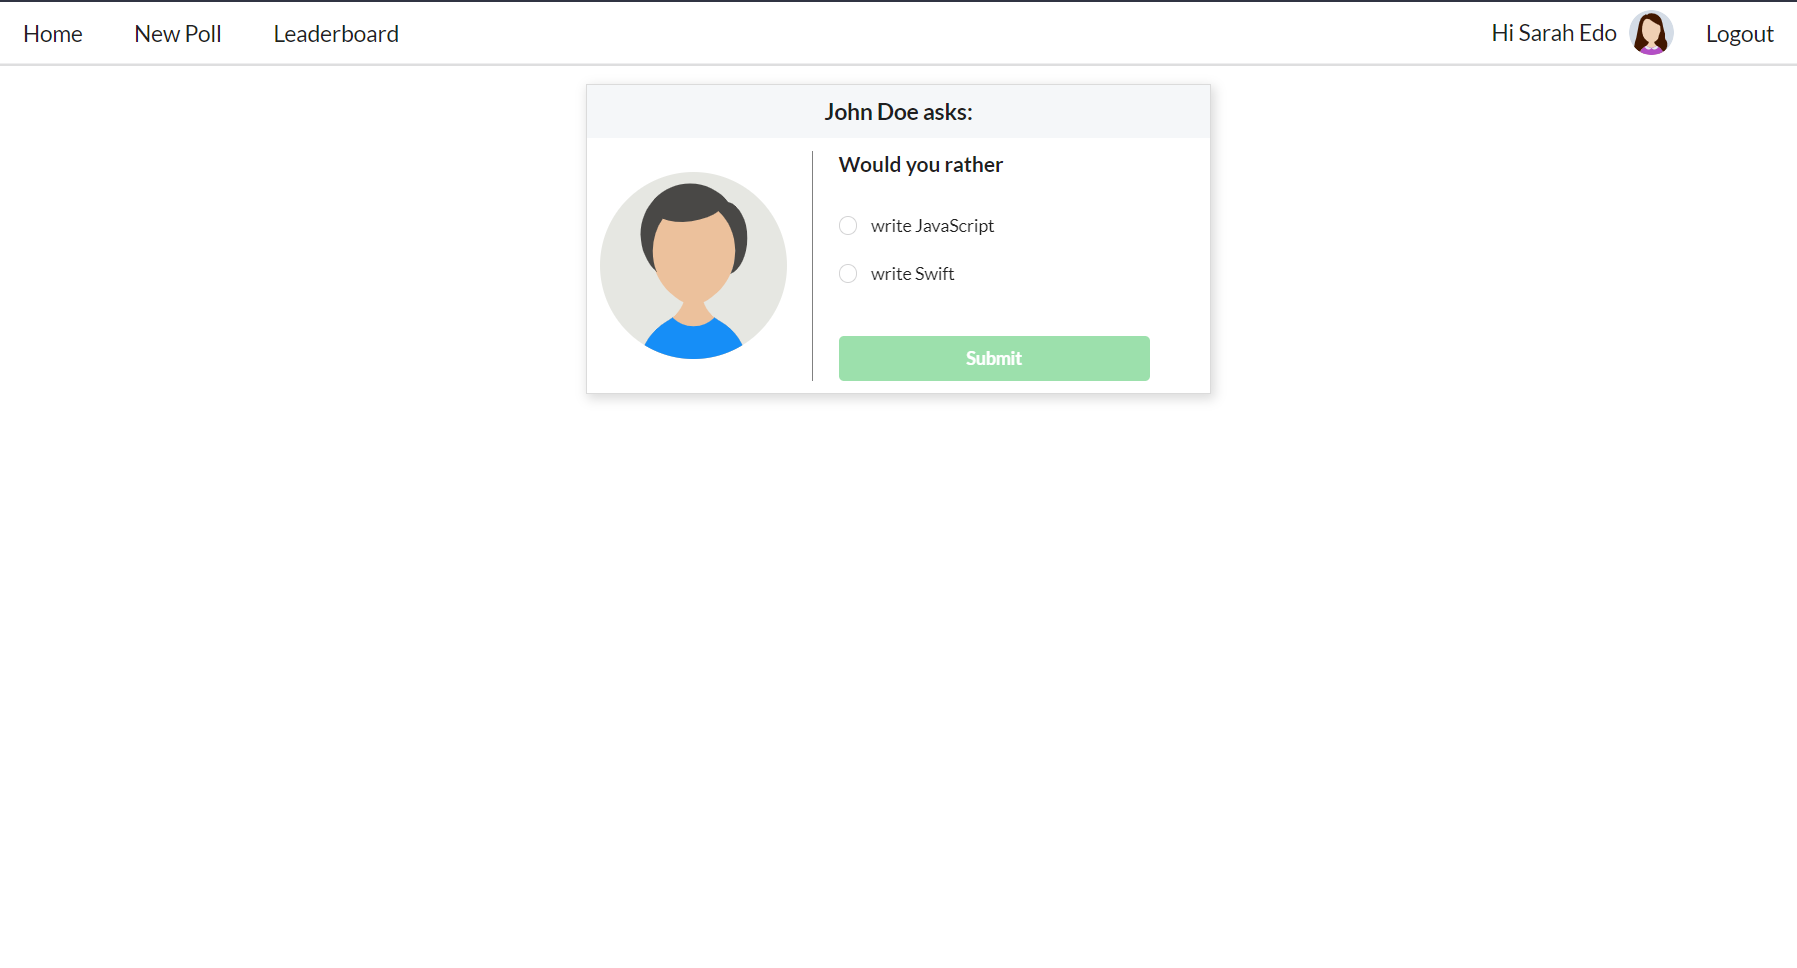 Home New Poll Leaderboard Hi Sarah Edo Logout
John Doe asks:
Would you rather
write JavaScript
write Swift
Submit